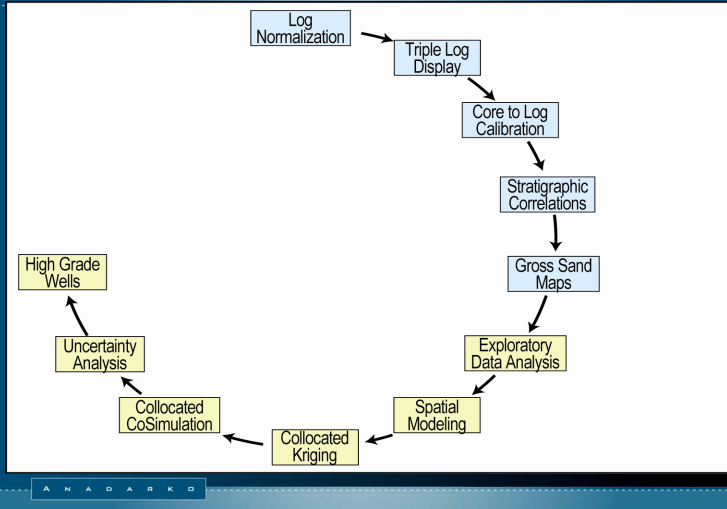 Log
Normalization
Triple Log
Display
Core to Log
Calibration
Stratigraphic
Correlations
Gross Sand
Maps
Exploratory
Data Analysis
Spatial
Modeling
Collocated
Kriging
Collocated
CoSimulation
Uncertainty
Analysis
High Grade
Wells
ANADARKO